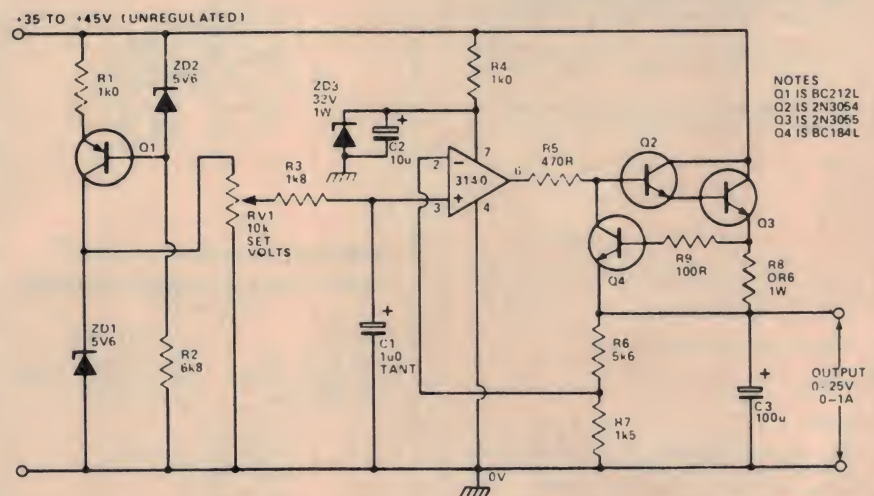 +35 TO +45V (UNREGULATED)
R1
1k0
ZD2
5V6
Q1
ZD1
5V6
R2
6k8
RV1
10k
SET
VOLTS
R3
1k8
C1
1u0
TANT
ZD3
32V
1W
C2
10u
+
R4
1k0
7
2
−
3140
+
3
6
4
R5
470R
Q2
Q3
Q4
R9
100R
R8
0R6
1W
R6
5k6
R7
1k5
+
C3
100u
+
0V
OUTPUT
0-25V
0-1A
NOTES
Q1 IS BC212L
Q2 IS 2N3054
Q3 IS 2N3055
Q4 IS BC184L